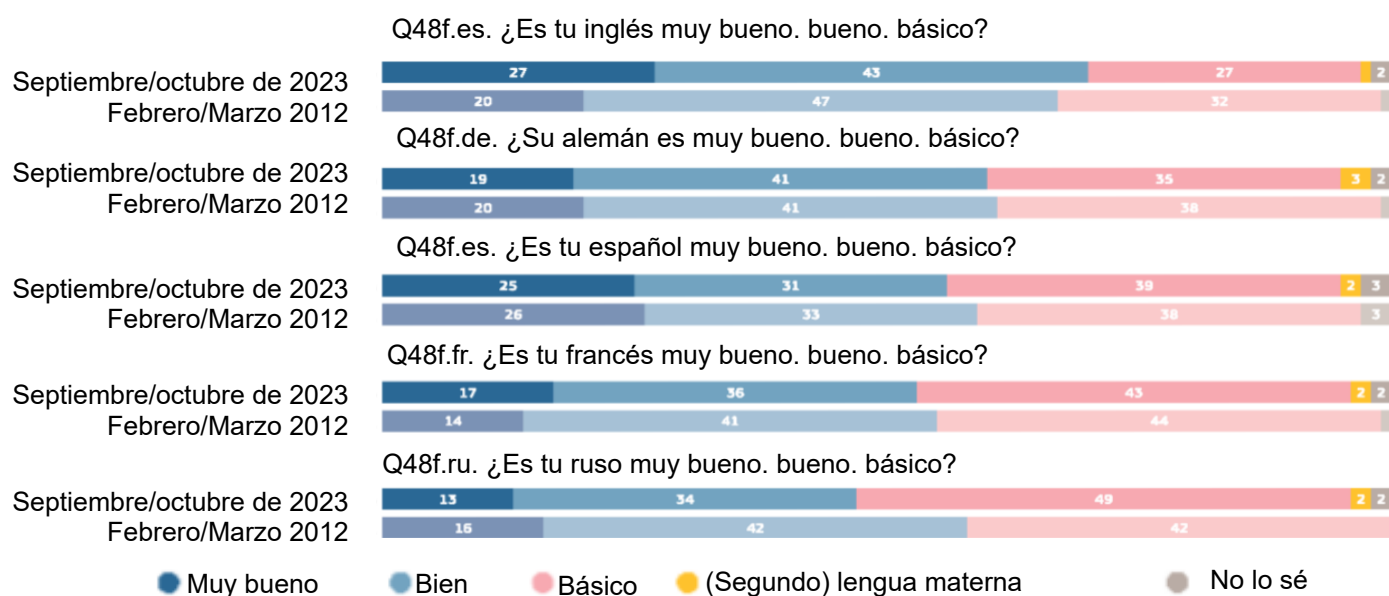 Q48f.es. ¿Es tu inglés muy bueno. bueno. básico?
Septiembre/octubre de 2023 27 43 27 2
Febrero/Marzo 2012 20 47 32
Q48f.de. ¿Su alemán es muy bueno. bueno. básico?
Septiembre/octubre de 2023 19 41 35 3 2
Febrero/Marzo 2012 20 41 38
Q48f.es. ¿Es tu español muy bueno. bueno. básico?
Septiembre/octubre de 2023 25 31 39 2 3
Febrero/Marzo 2012 26 33 38 3
Q48f.fr. ¿Es tu francés muy bueno. bueno. básico?
Septiembre/octubre de 2023 17 36 43 2 2
Febrero/Marzo 2012 14 41 44
Q48f.ru. ¿Es tu ruso muy bueno. bueno. básico?
Septiembre/octubre de 2023 13 34 49 2 2
Febrero/Marzo 2012 16 42 42
Muy bueno Bien Básico (Segundo) lengua materna No lo sé